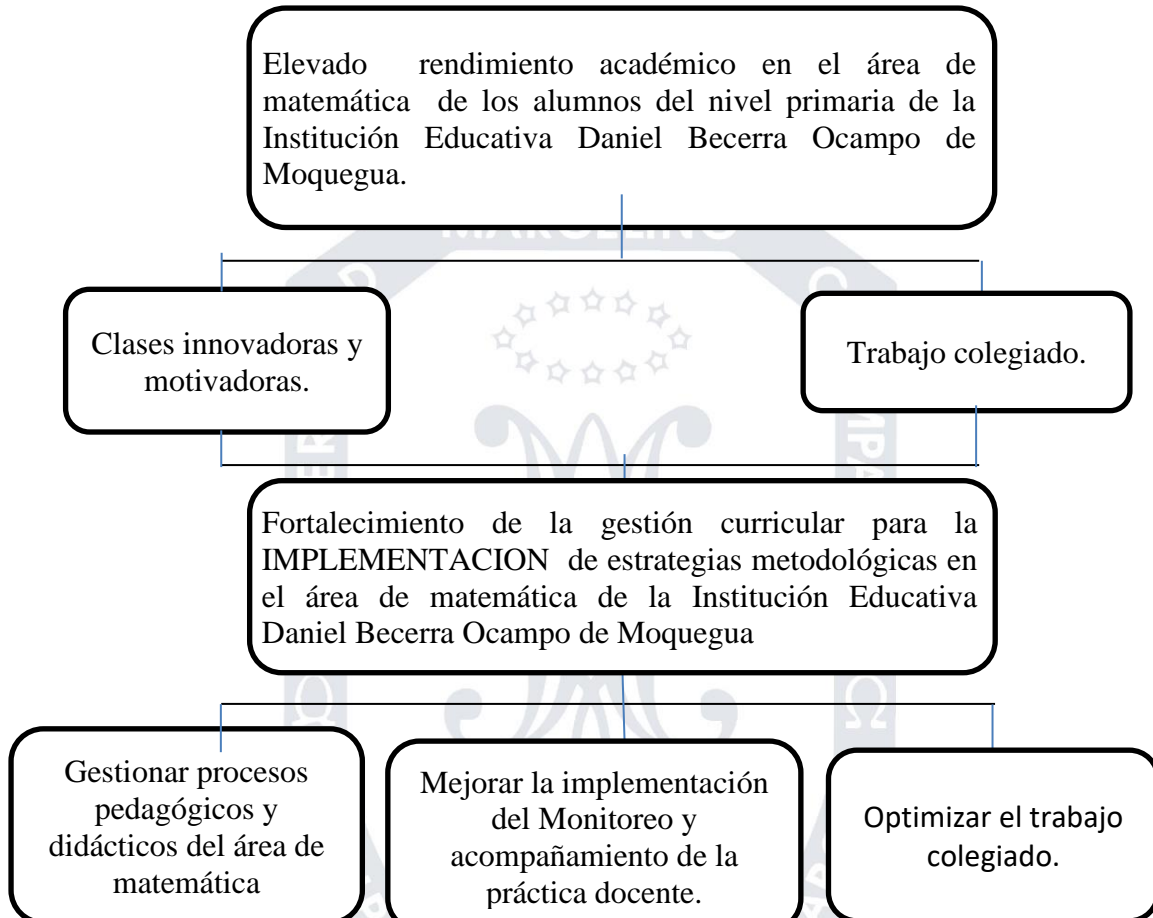 Elevado rendimiento académico en el área de
matemática de los alumnos del nivel primaria de la
Institución Educativa Daniel Becerra Ocampo de
Moquegua.
Clases innovadoras y
motivadoras.
Trabajo colegiado.
Fortalecimiento de la gestión curricular para la
IMPLEMENTACION de estrategias metodológicas en
el área de matemática de la Institución Educativa
Daniel Becerra Ocampo de Moquegua
Gestionar procesos
pedagógicos y
didácticos del área de
matemática
Mejorar la implementación
del Monitoreo y
acompañamiento de la
práctica docente.
Optimizar el trabajo
colegiado.